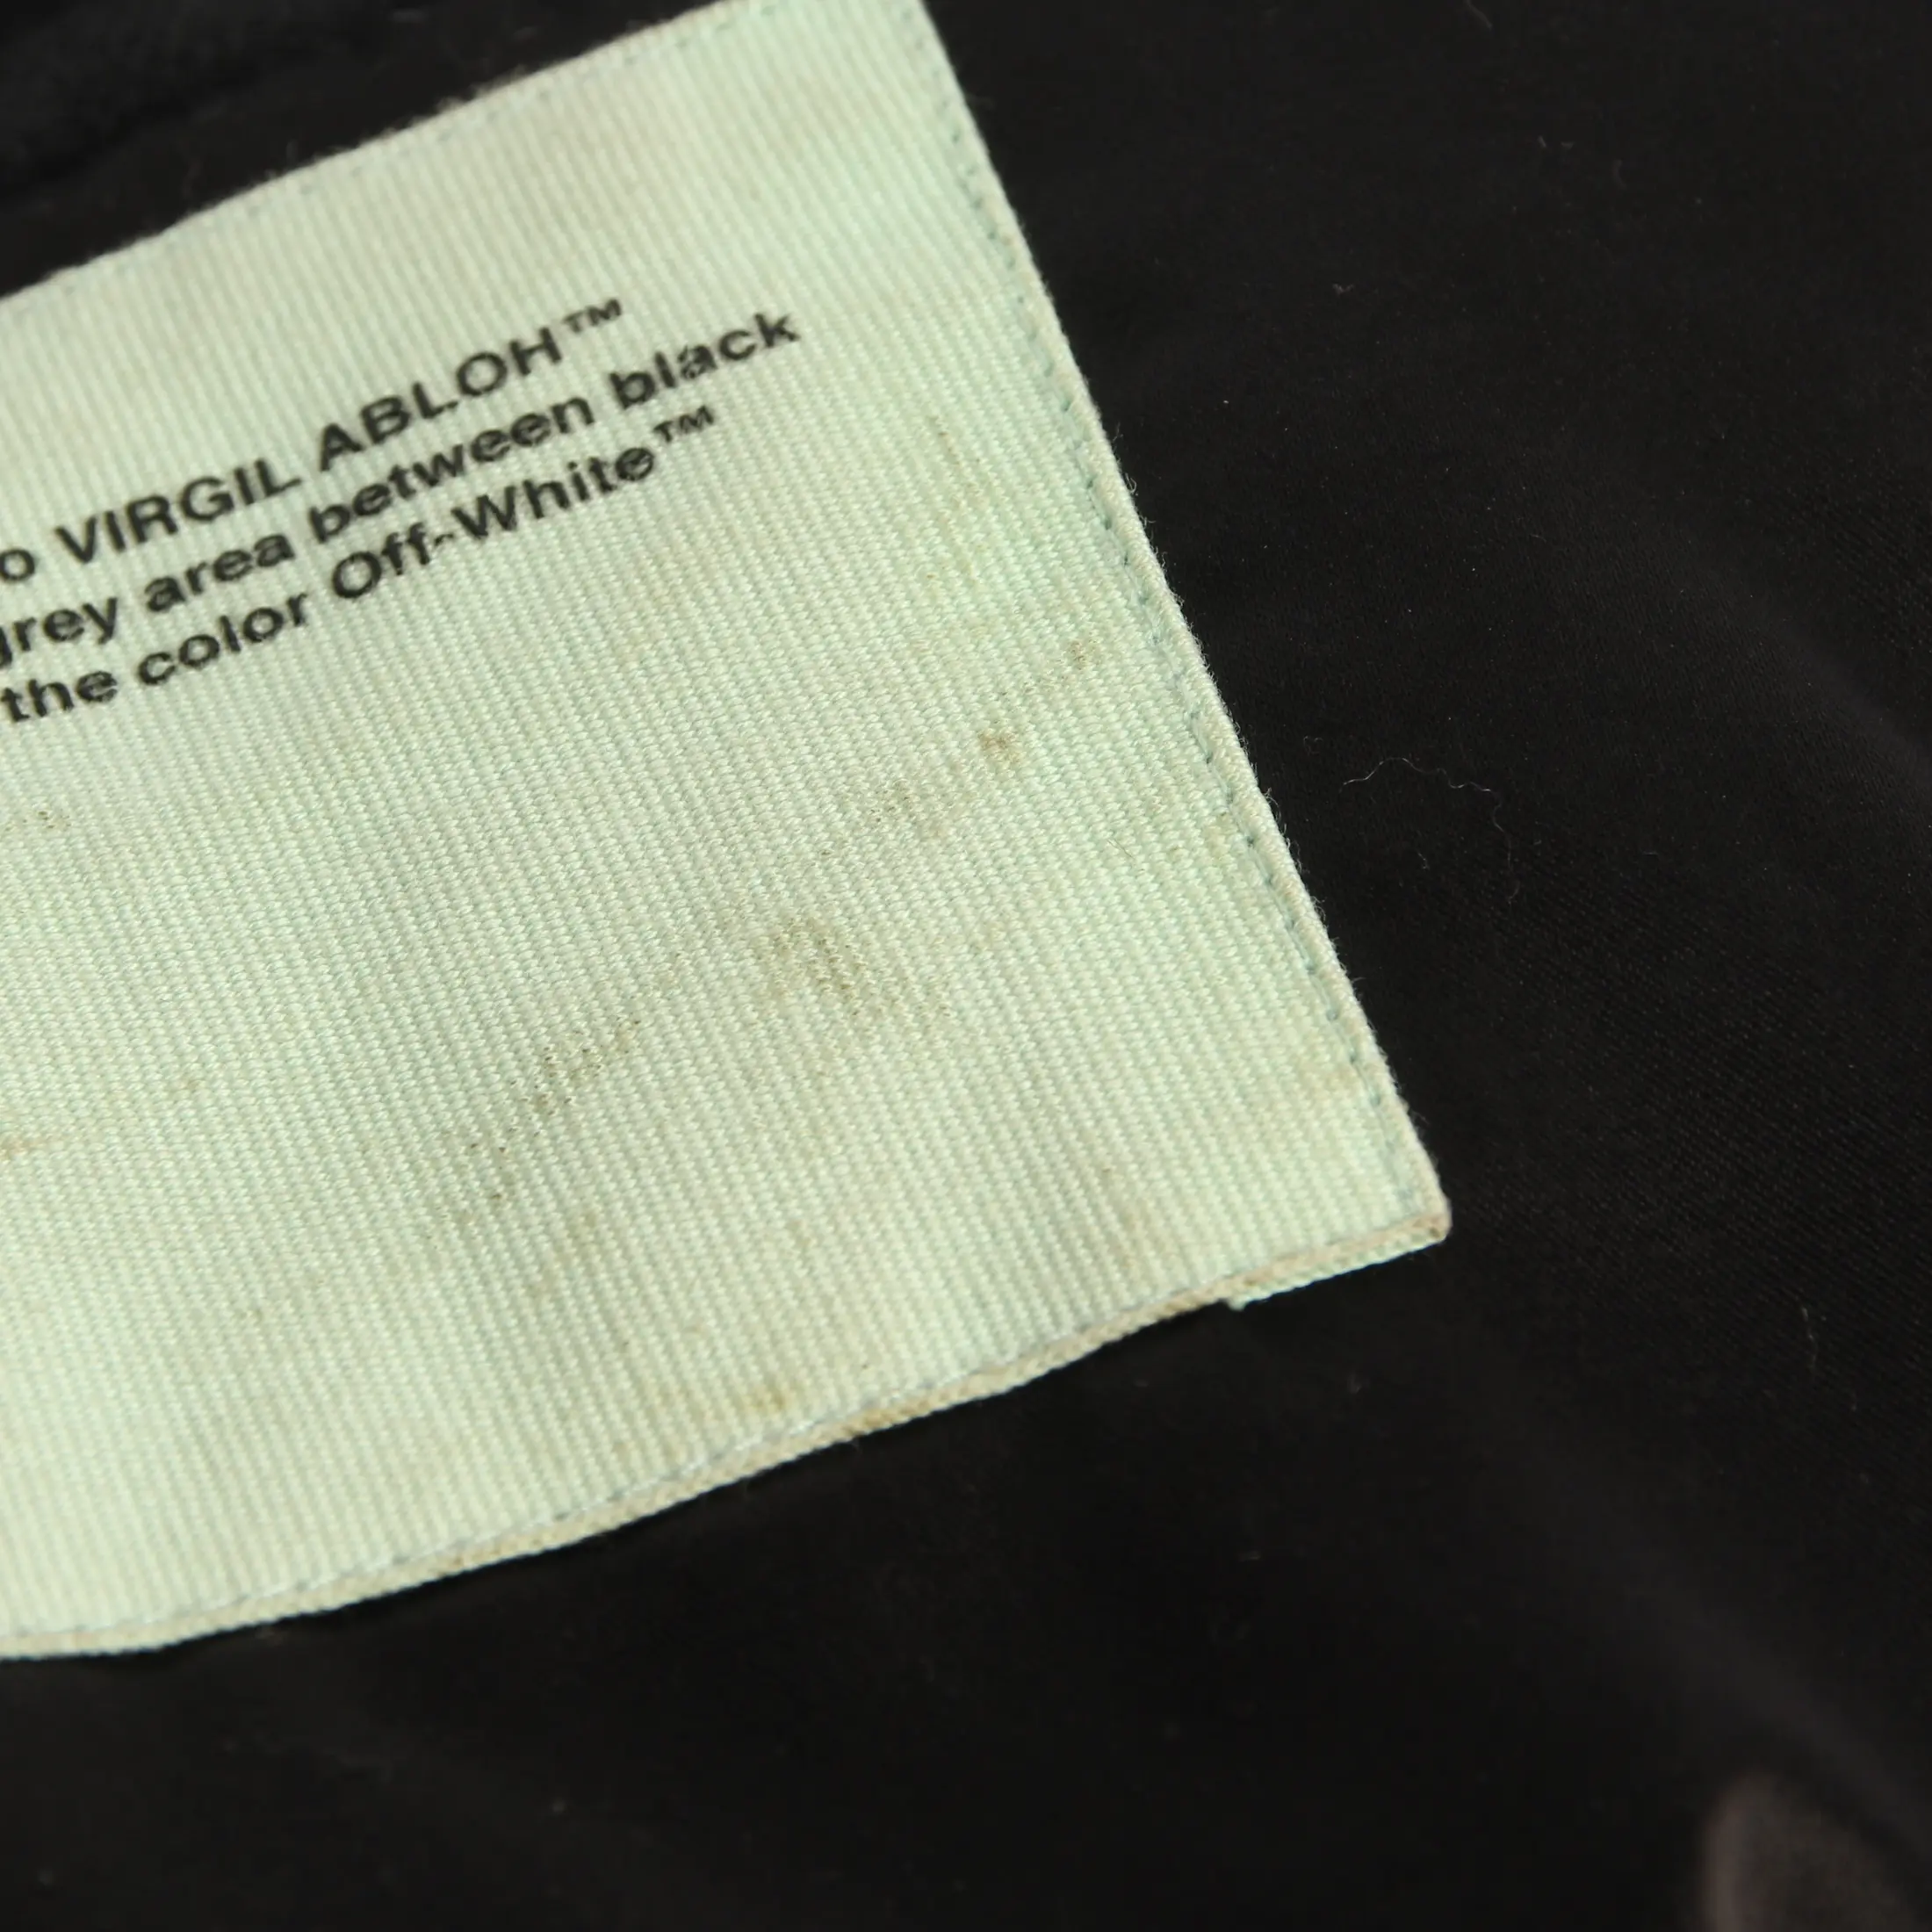 o VIRGIL ABLOH™
grey area between black
the color Off-White™